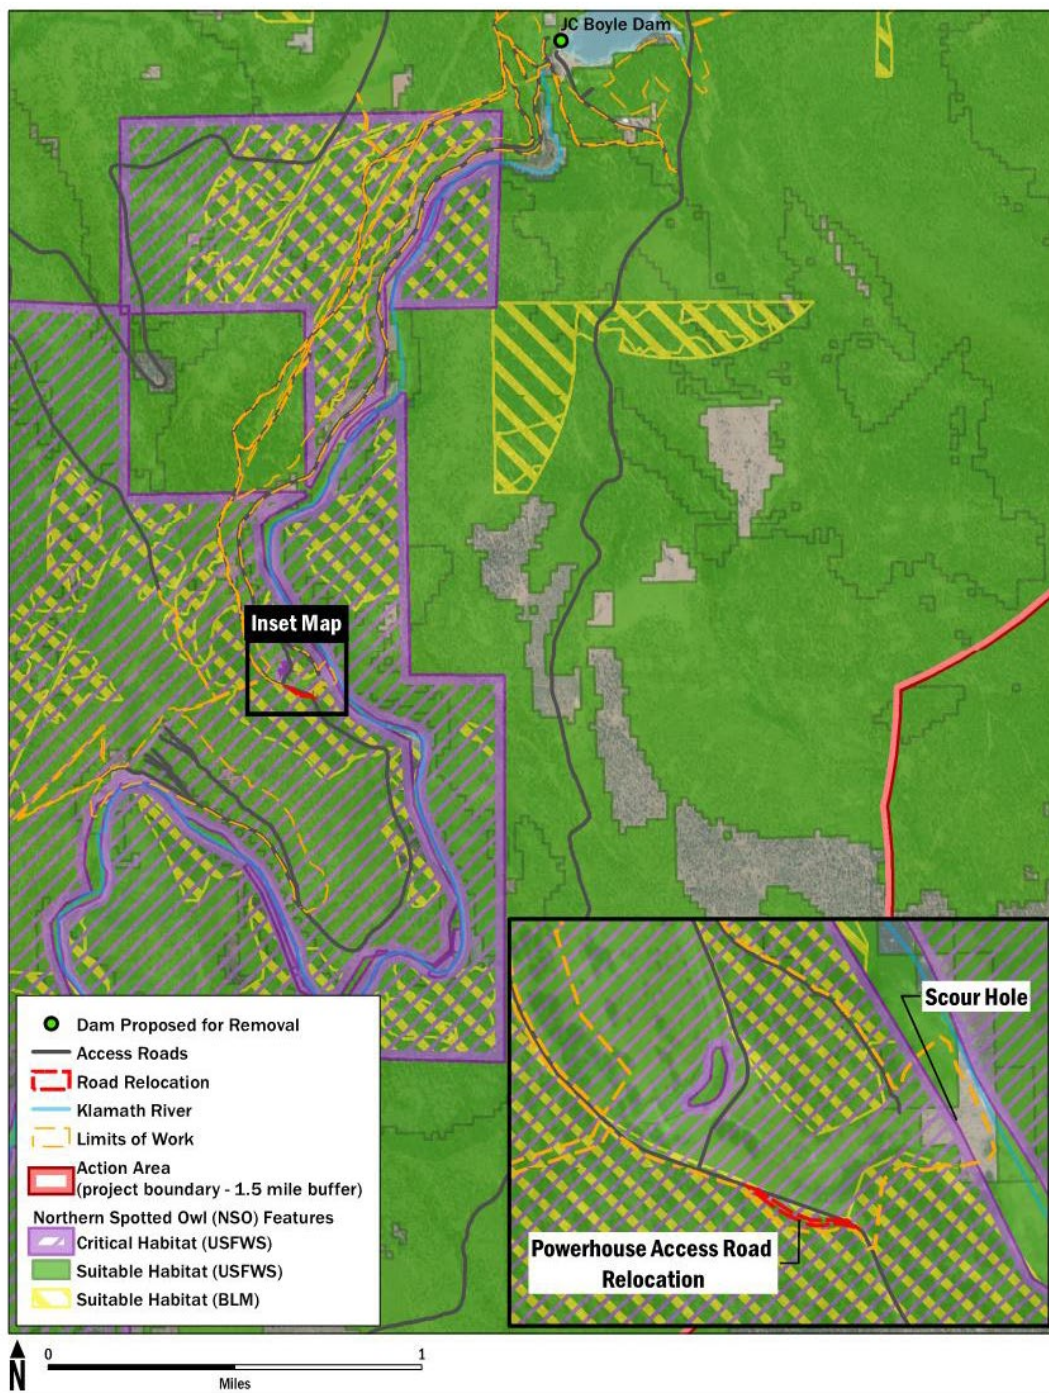 JC Boyle Dam
Inset Map
Scour Hole
Powerhouse Access Road
Relocation
Dam Proposed for Removal
Access Roads
Road Relocation
Klamath River
Limits of Work
Action Area
(project boundary - 1.5 mile buffer)
Northern Spotted Owl (NSO) Features
Critical Habitat (USFWS)
Suitable Habitat (USFWS)
Suitable Habitat (BLM)
N
0
1
Miles